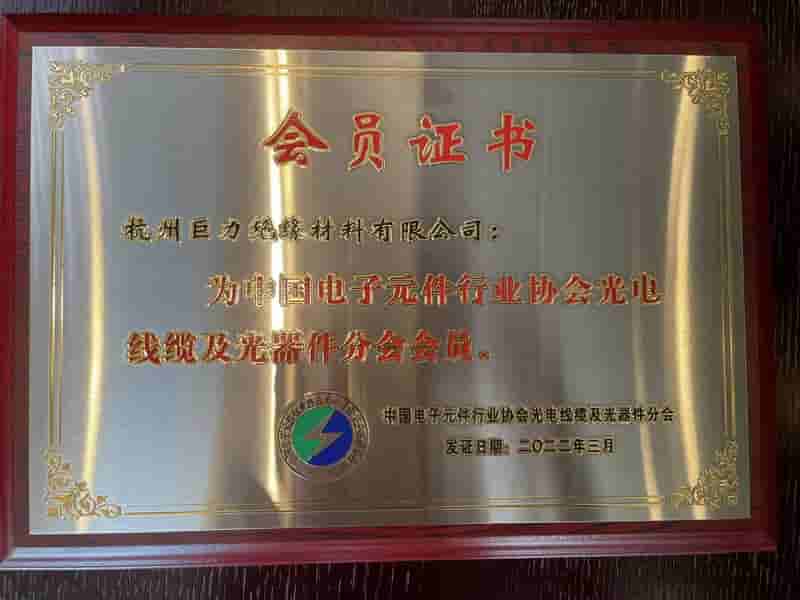 会员证书
杭州巨力绝缘材料有限公司：
为中国电子元件行业协会光电
线缆及光器件分会会员。
中国电子元件行业协会光电线缆及光器件分会
发证日期：二〇二二年三月